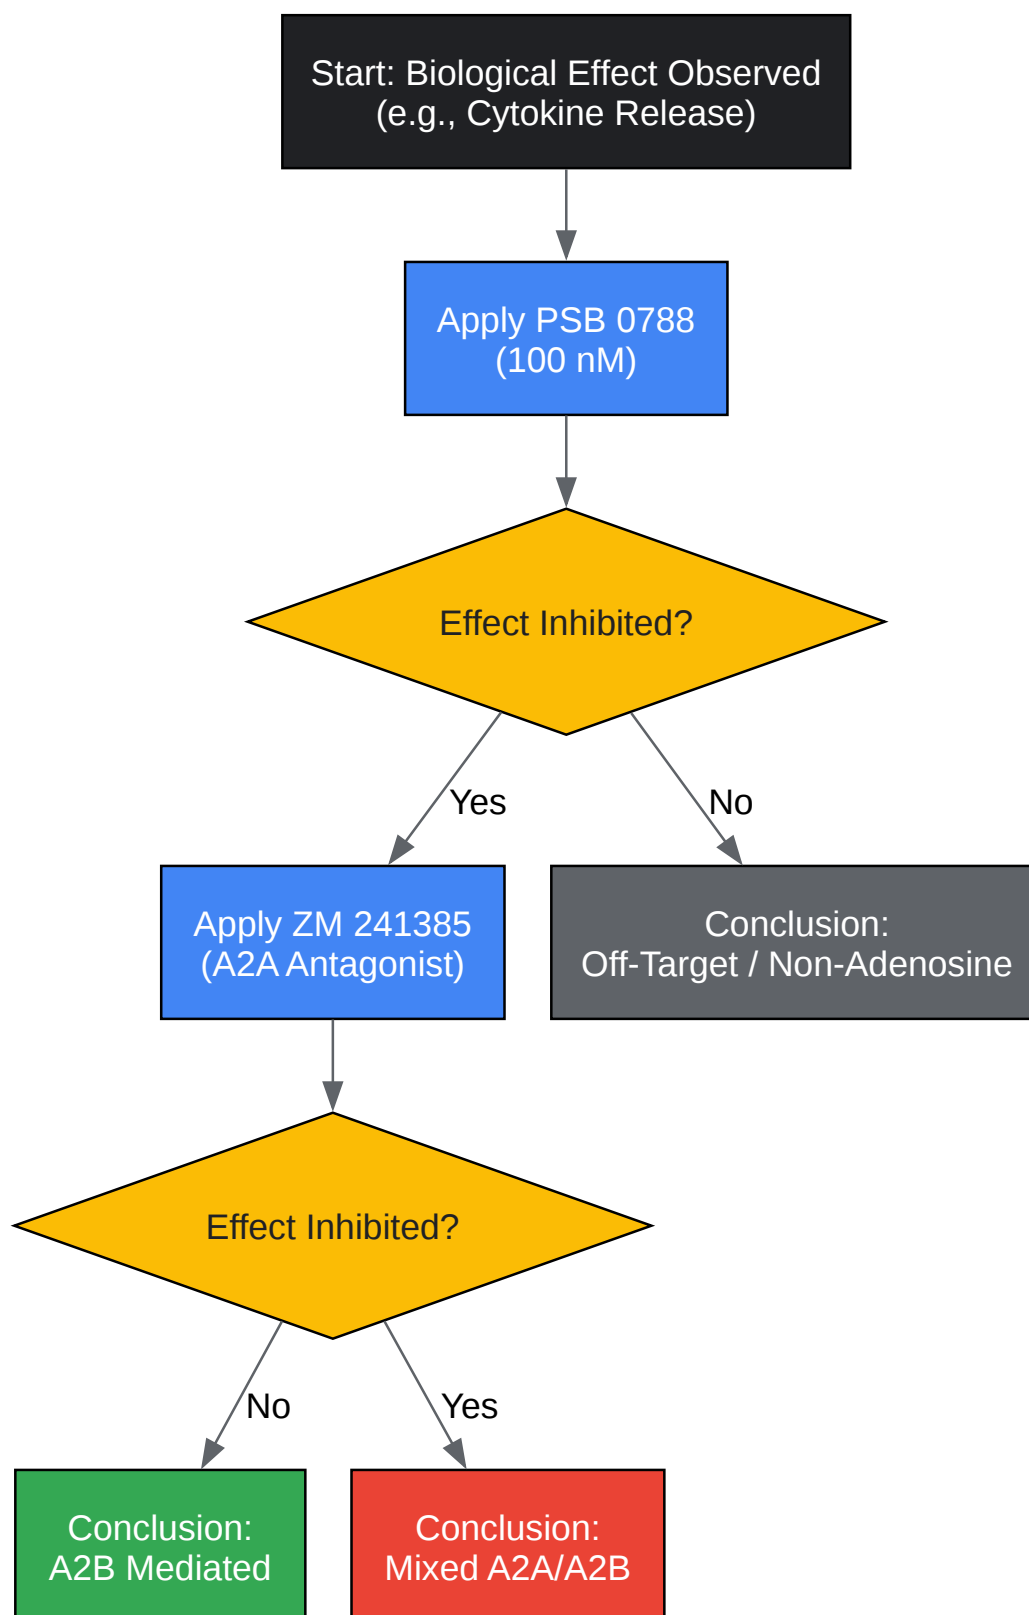 Start: Biological Effect Observed
(e.g., Cytokine Release)
Apply PSB 0788
(100 nM)
Effect Inhibited?
Yes
No
Apply ZM 241385
(A2A Antagonist)
Conclusion:
Off-Target / Non-Adenosine
Effect Inhibited?
No
Yes
Conclusion:
A2B Mediated
Conclusion:
Mixed A2A/A2B